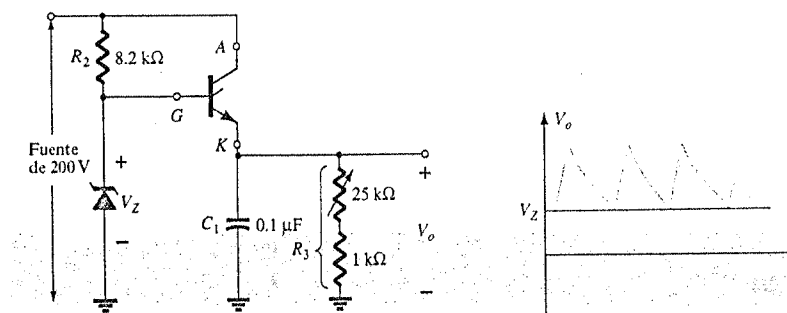 R2 8.2 kΩ
A
G
K
Fuente
de 200 V
+
VZ
−
C1 0.1 µF
R3
25 kΩ
1 kΩ
+
Vo
−
Vo
VZ